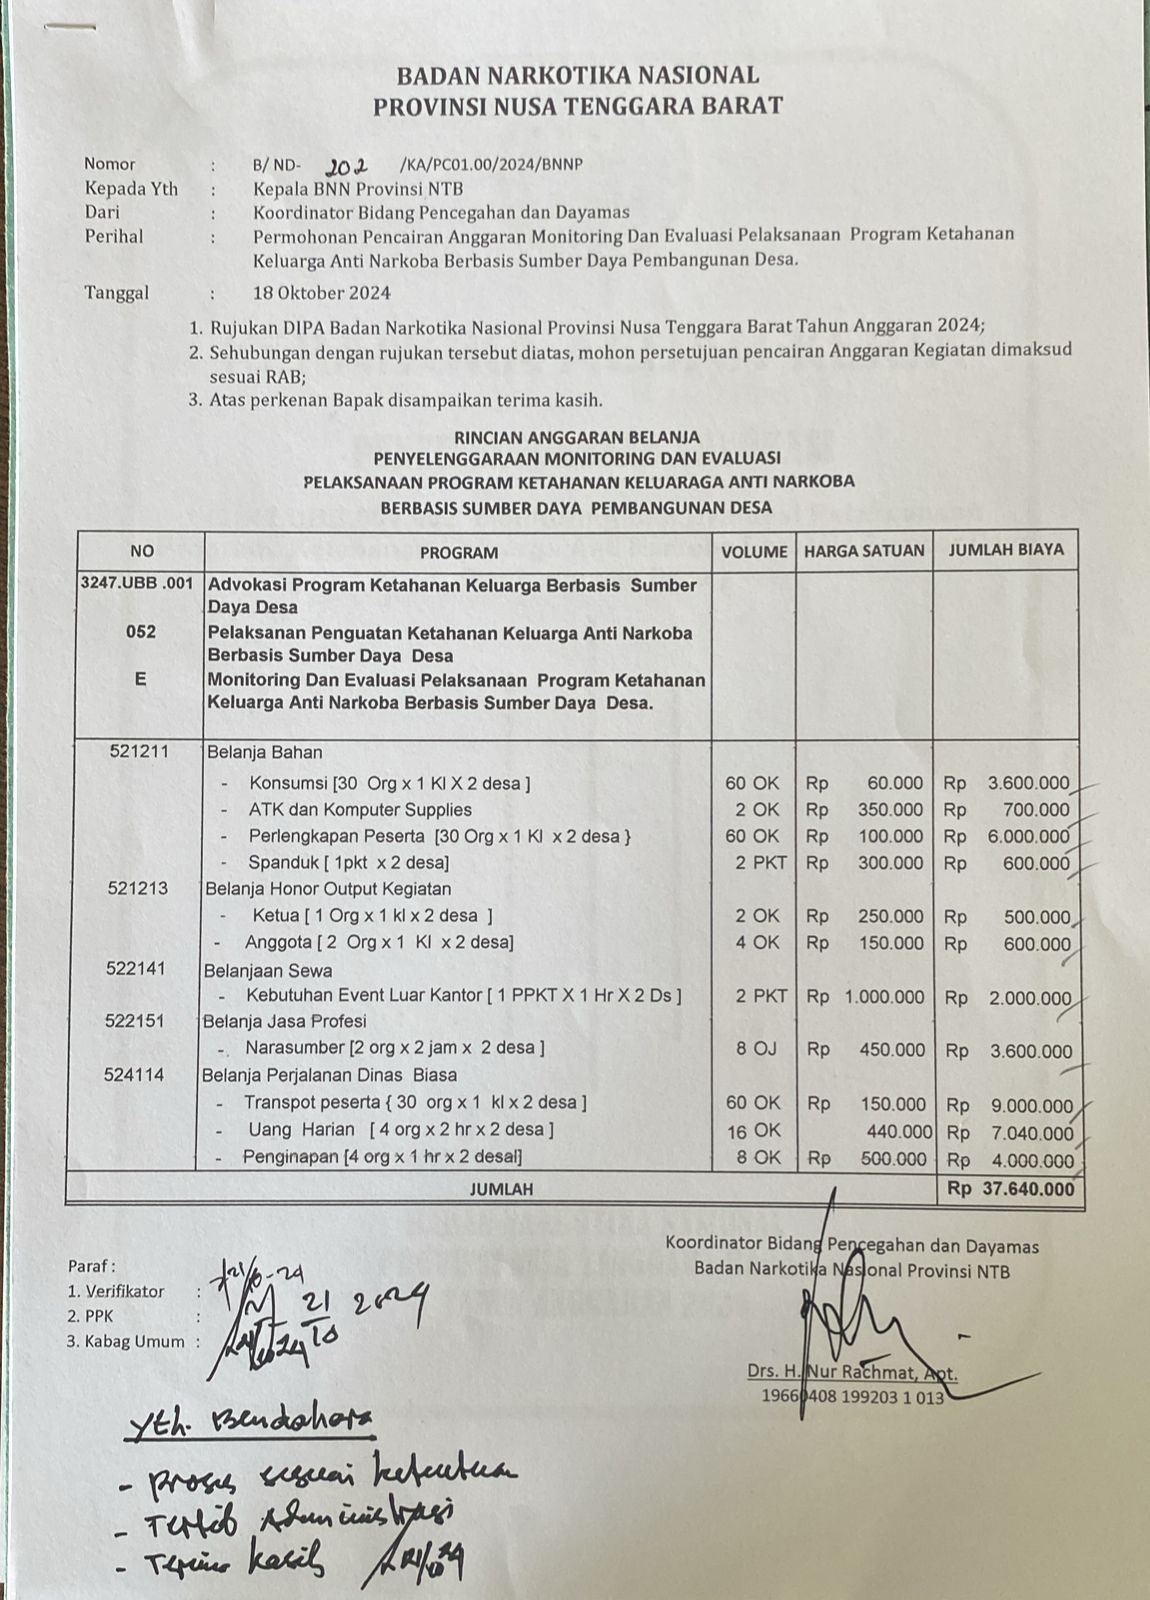 BADAN NARKOTIKA NASIONAL
PROVINSI NUSA TENGGARA BARAT
Nomor : B/ ND- 202 /KA/PC01.00/2024/BNNP
Kepada Yth : Kepala BNN Provinsi NTB
Dari : Koordinator Bidang Pencegahan dan Dayamas
Perihal : Permohonan Pencairan Anggaran Monitoring Dan Evaluasi Pelaksanaan Program Ketahanan
Keluarga Anti Narkoba Berbasis Sumber Daya Pembangunan Desa.
Tanggal : 18 Oktober 2024
1. Rujukan DIPA Badan Narkotika Nasional Provinsi Nusa Tenggara Barat Tahun Anggaran 2024;
2. Sehubungan dengan rujukan tersebut diatas, mohon persetujuan pencairan Anggaran Kegiatan dimaksud
sesuai RAB;
3. Atas perkenan Bapak disampaikan terima kasih.
RINCIAN ANGGARAN BELANJA
PENYELENGGARAAN MONITORING DAN EVALUASI
PELAKSANAAN PROGRAM KETAHANAN KELUARAGA ANTI NARKOBA
BERBASIS SUMBER DAYA PEMBANGUNAN DESA
NO PROGRAM VOLUME HARGA SATUAN JUMLAH BIAYA
3247.UBB .001 Advokasi Program Ketahanan Keluarga Berbasis Sumber
Daya Desa
052 Pelaksanan Penguatan Ketahanan Keluarga Anti Narkoba
Berbasis Sumber Daya Desa
E Monitoring Dan Evaluasi Pelaksanaan Program Ketahanan
Keluarga Anti Narkoba Berbasis Sumber Daya Desa.
521211 Belanja Bahan
- Konsumsi [30 Org x 1 Kl X 2 desa ] 60 OK Rp 60.000 Rp 3.600.000
- ATK dan Komputer Supplies 2 OK Rp 350.000 Rp 700.000
- Perlengkapan Peserta [30 Org x 1 Kl x 2 desa } 60 OK Rp 100.000 Rp 6.000.000
- Spanduk [ 1pkt x 2 desa] 2 PKT Rp 300.000 Rp 600.000
521213 Belanja Honor Output Kegiatan
- Ketua [ 1 Org x 1 kl x 2 desa ] 2 OK Rp 250.000 Rp 500.000
- Anggota [ 2 Org x 1 Kl x 2 desa] 4 OK Rp 150.000 Rp 600.000
522141 Belanjaan Sewa
- Kebutuhan Event Luar Kantor [ 1 PPKT X 1 Hr X 2 Ds ] 2 PKT Rp 1.000.000 Rp 2.000.000
522151 Belanja Jasa Profesi
-. Narasumber [2 org x 2 jam x 2 desa ] 8 OJ Rp 450.000 Rp 3.600.000
524114 Belanja Perjalanan Dinas Biasa
- Transpot peserta { 30 org x 1 kl x 2 desa ] 60 OK Rp 150.000 Rp 9.000.000
- Uang Harian [ 4 org x 2 hr x 2 desa ] 16 OK 440.000 Rp 7.040.000
- Penginapan [4 org x 1 hr x 2 desal] 8 OK Rp 500.000 Rp 4.000.000
JUMLAH Rp 37.640.000
Koordinator Bidang Pencegahan dan Dayamas
Badan Narkotika Nasional Provinsi NTB
Paraf :
1. Verifikator :
2. PPK : 21/10 2024
3. Kabag Umum :
Drs. H. Nur Rachmat, Apt.
19660408 199203 1 013
Yth. Bendahara
- proses sesuai ketentuan
- Tertib Administrasi
- Terima kasih